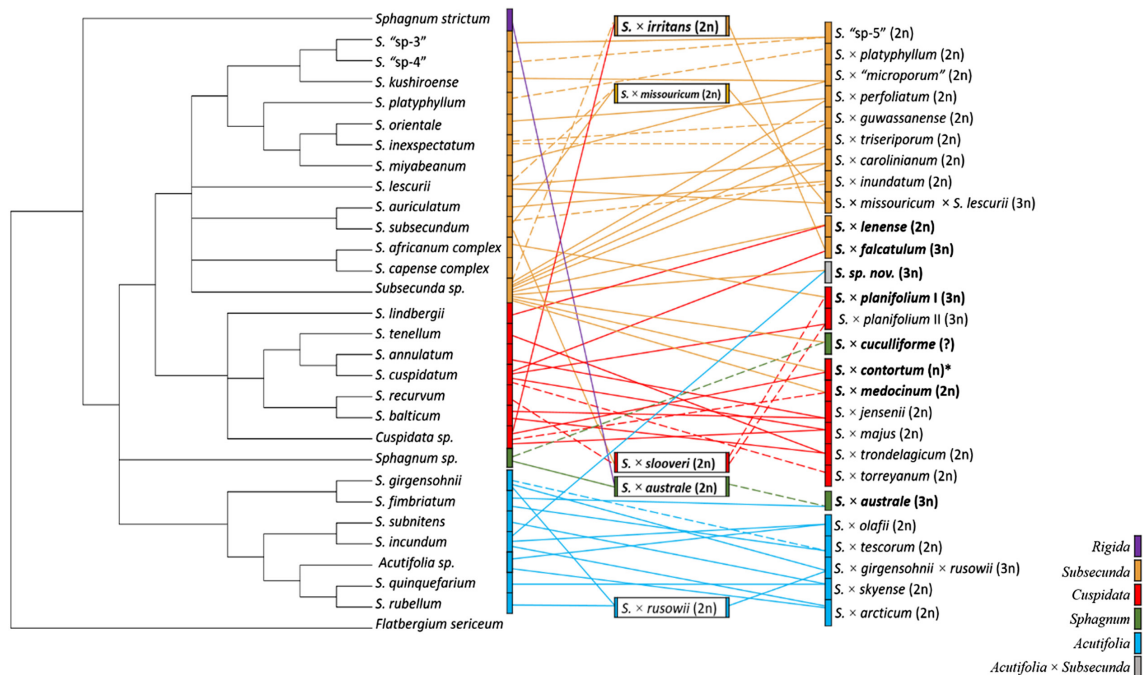 Sphagnum strictum
S. "sp-3"
S. "sp-4"
S. kushiroense
S. platyphyllum
S. orientale
S. inexspectatum
S. miyabeanum
S. lescurii
S. auriculatum
S. subsecundum
S. africanum complex
S. capense complex
Subsecunda sp.
S. lindbergii
S. tenellum
S. annulatum
S. cuspidatum
S. recurvum
S. balticum
Cuspidata sp.
Sphagnum sp.
S. girgensohnii
S. fimbriatum
S. subnitens
S. incundum
Acutifolia sp.
S. quinquefarium
S. rubellum
Flatbergium sericeum
S. × irritans (2n)
S. × missouricum (2n)
S. × slooveri (2n)
S. × australe (2n)
S. × rusowii (2n)
S. "sp-5" (2n)
S. × platyphyllum (2n)
S. × "microporum" (2n)
S. × perfoliatum (2n)
S. × guwassanense (2n)
S. × triseriporum (2n)
S. × carolinianum (2n)
S. × inundatum (2n)
S. × missouricum × S. lescurii (3n)
S. × lenense (2n)
S. × falcatulum (3n)
S. sp. nov. (3n)
S. × planifolium I (3n)
S. × planifolium II (3n)
S. × cuculliforme (?)
S. × contortum (n)*
S. × medocinum (2n)
S. × jensenii (2n)
S. × majus (2n)
S. × trondelagicum (2n)
S. × torreyanum (2n)
S. × australe (3n)
S. × olafii (2n)
S. × tescorum (2n)
S. × girgensohnii × rusowii (3n)
S. × skyense (2n)
S. × arcticum (2n)
Rigida
Subsecunda
Cuspidata
Sphagnum
Acutifolia
Acutifolia × Subsecunda